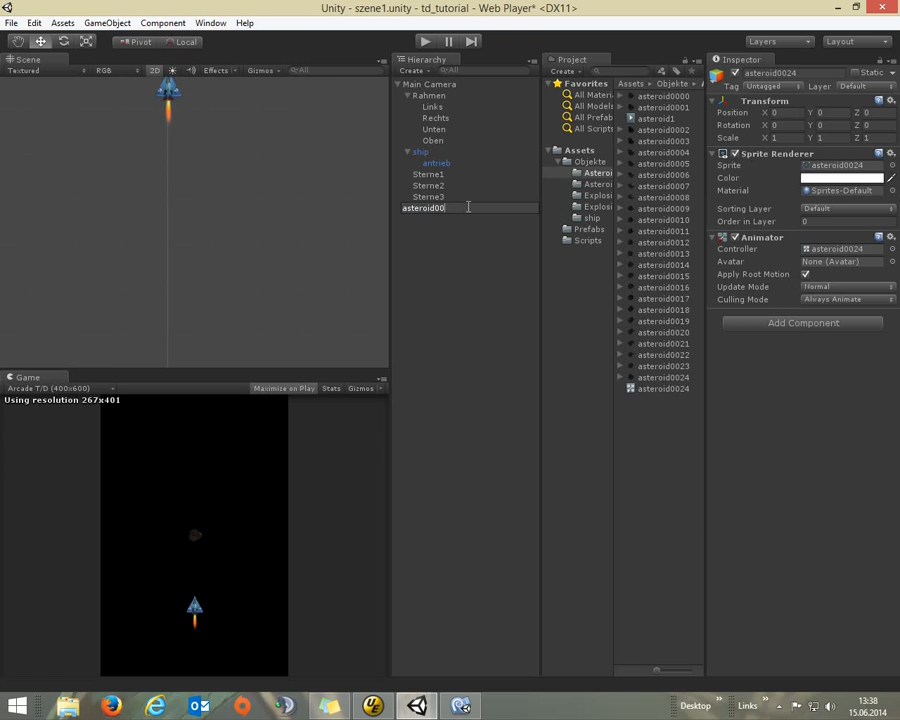 Unity - szene1.unity - td_tutorial - Web Player* <DX11>
File Edit Assets GameObject Component Window Help
Pivot Local Layers Layout
Scene
Textured RGB 2D Effects Gizmos All
Game
Arcade T/D (400x600) Maximize on Play Stats Gizmos
Using resolution 267x401
Hierarchy
Create All
Main Camera
Rahmen
Links
Rechts
Unten
Oben
ship
antrieb
Sterne1
Sterne2
Sterne3
asteroid00
Project
Create
Favorites
All Materi
All Models
All Prefab
All Scripts
Assets
Objekte
Asteroi
Asteroi
Explosi
Explosi
ship
Prefabs
Scripts
Assets Objekte
asteroid0000
asteroid0001
asteroid1
asteroid0002
asteroid0003
asteroid0004
asteroid0005
asteroid0006
asteroid0007
asteroid0008
asteroid0009
asteroid0010
asteroid0011
asteroid0012
asteroid0013
asteroid0014
asteroid0015
asteroid0016
asteroid0017
asteroid0018
asteroid0019
asteroid0020
asteroid0021
asteroid0022
asteroid0023
asteroid0024
asteroid0024
Inspector
asteroid0024 Static
Tag Untagged Layer Default
Transform
Position X 0 Y 0 Z 0
Rotation X 0 Y 0 Z 0
Scale X 1 Y 1 Z 1
Sprite Renderer
Sprite asteroid0024
Color
Material Sprites-Default
Sorting Layer Default
Order in Layer 0
Animator
Controller asteroid0024
Avatar None (Avatar)
Apply Root Motion
Update Mode Normal
Culling Mode Always Animate
Add Component
Desktop Links 13:38
15.06.2014